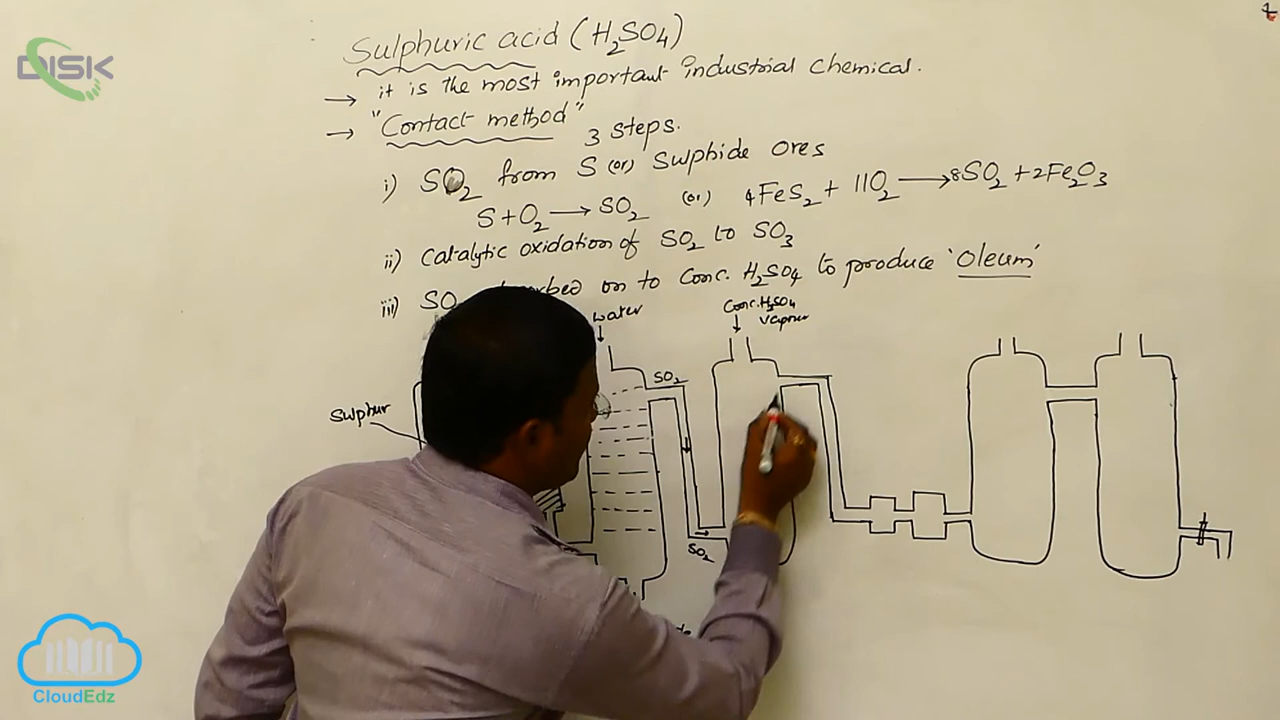 DISK
Sulphuric acid (H2SO4)
→ it is the most important industrial chemical.
→ "Contact method"
3 steps.
i) SO2 from S (or) Sulphide Ores
S + O2 → SO2 (or) 4FeS2 + 11O2 → 8SO2 + 2Fe2O3
ii) Catalytic oxidation of SO2 to SO3
iii) SO on to Conc. H2SO4 to produce 'Oleum'
water
Conc. H2SO4
Vapour
SO2
Sulphur
SO2
CloudEdz